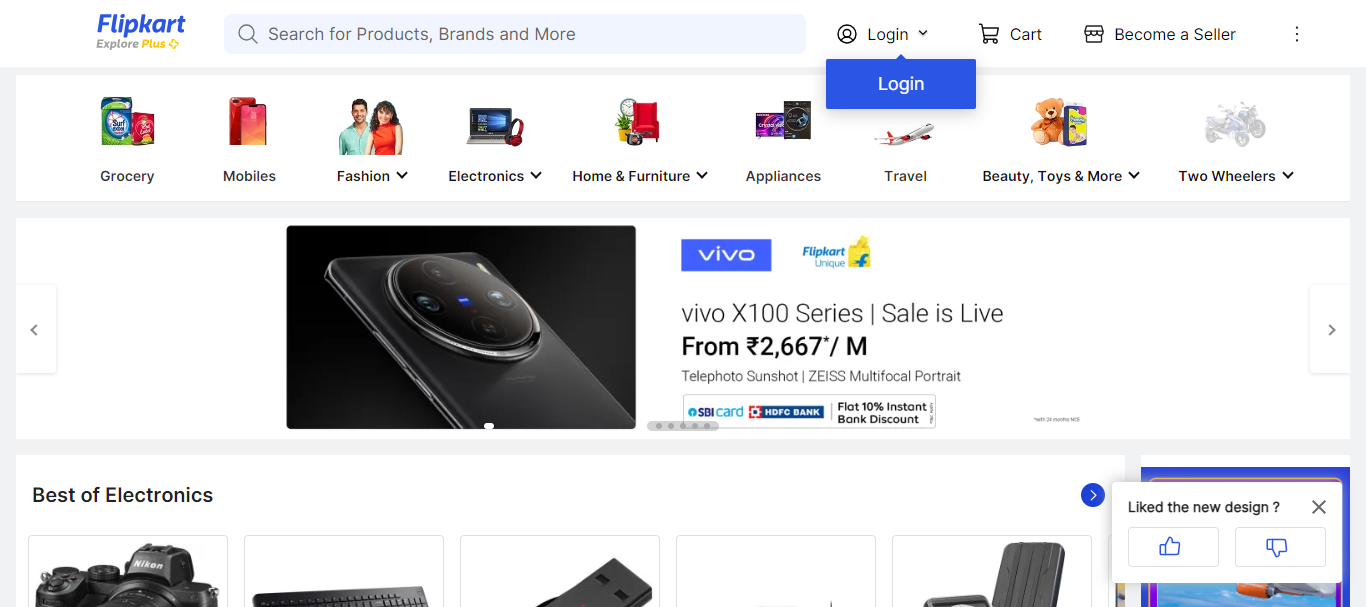 Flipkart
Explore Plus
Search for Products, Brands and More
Login
Cart
Become a Seller
Login
Surf excel
Grocery
Mobiles
Fashion
Electronics
Home & Furniture
Appliances
Travel
Beauty, Toys & More
Two Wheelers
vivo
Flipkart
Unique
vivo X100 Series | Sale is Live
From ₹2,667*/ M
Telephoto Sunshot | ZEISS Multifocal Portrait
SBI card HDFC BANK
Flat 10% Instant
Bank Discount
*with 24 months NCE
Best of Electronics
Liked the new design ?
Nikon